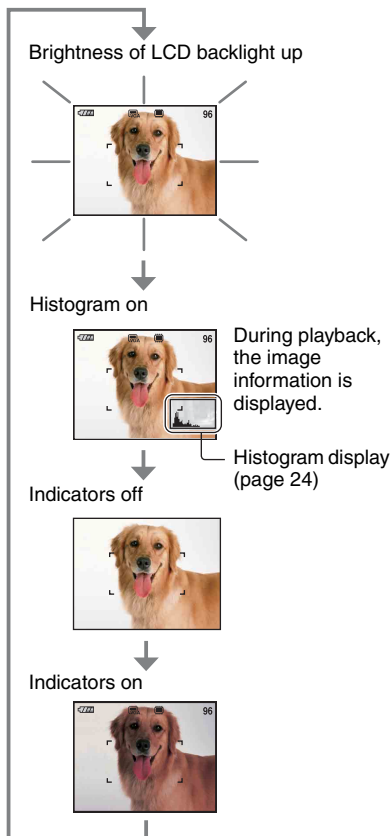 Brightness of LCD backlight up
96
Histogram on
96
During playback,
the image
information is
displayed.
Histogram display
(page 24)
Indicators off
Indicators on
96